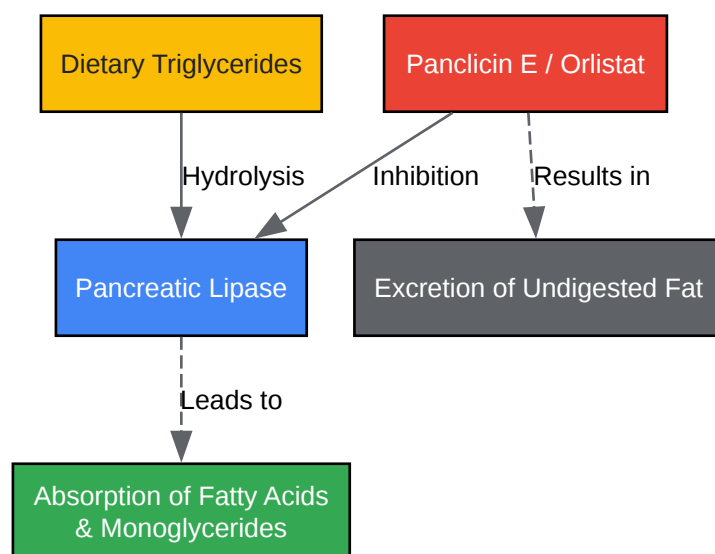 Dietary Triglycerides
Panclicin E / Orlistat
Hydrolysis
Inhibition
Results in
Pancreatic Lipase
Excretion of Undigested Fat
Leads to
Absorption of Fatty Acids
& Monoglycerides